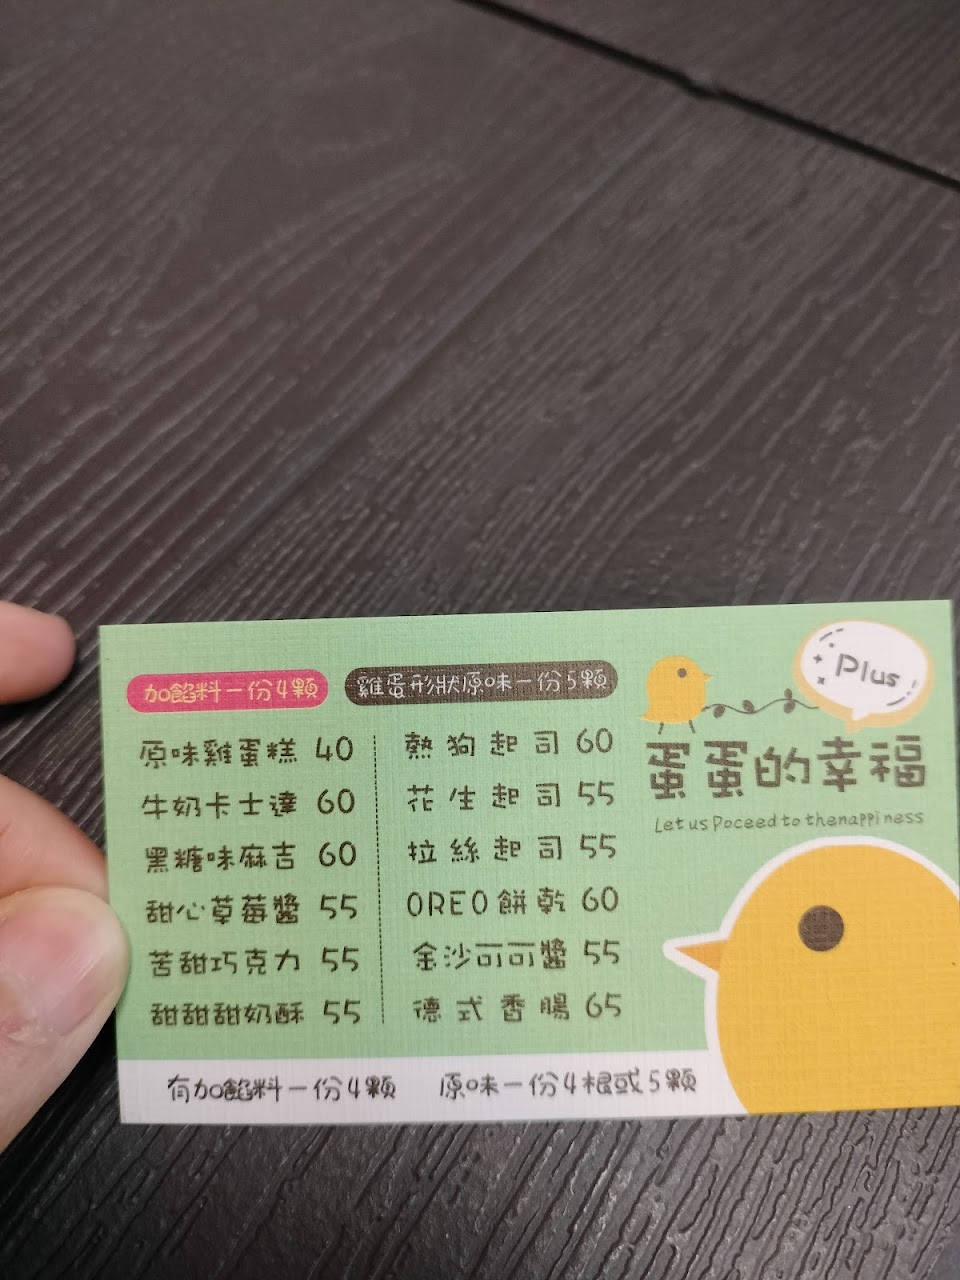 加餡料一份4顆
雞蛋形狀原味一份5顆
原味雞蛋糕 40
牛奶卡士達 60
黑糖味麻吉 60
甜心草莓醬 55
苦甜巧克力 55
甜甜甜奶酥 55
熱狗起司 60
花生起司 55
拉絲起司 55
OREO餅乾 60
金沙可可醬 55
德式香腸 65
Plus
蛋蛋的幸福
Let us Poceed to thenappiness
有加餡料一份4顆
原味一份4根或5顆